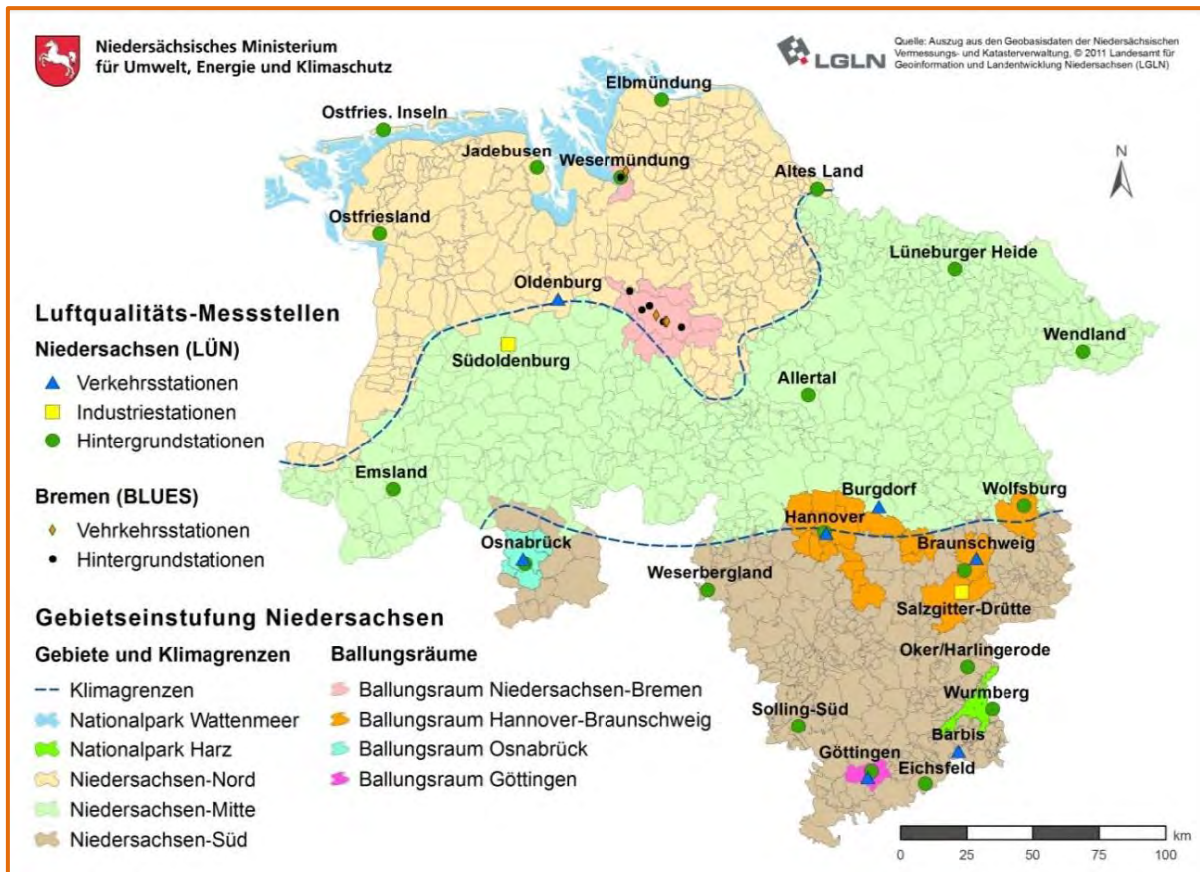 Niedersächsisches Ministerium
für Umwelt, Energie und Klimaschutz
LGLN
Quelle: Auszug aus den Geobasisdaten der Niedersächsischen
Vermessungs- und Katasterverwaltung, © 2011 Landesamt für
Geoinformation und Landentwicklung Niedersachsen (LGLN)
Elbmündung
Ostfries. Inseln
Jadebusen
Wesermündung
Altes Land
N
Ostfriesland
Lüneburger Heide
Oldenburg
Südoldenburg
Wendland
Allertal
Emsland
Burgdorf
Wolfsburg
Hannover
Osnabrück
Braunschweig
Weserbergland
Salzgitter-Drütte
Oker/Harlingerode
Wurmberg
Solling-Süd
Barbis
Göttingen
Eichsfeld
Luftqualitäts-Messstellen
Niedersachsen (LÜN)
Verkehrsstationen
Industriestationen
Hintergrundstationen
Bremen (BLUES)
Vehrkehrsstationen
Hintergrundstationen
Gebietseinstufung Niedersachsen
Gebiete und Klimagrenzen
Klimagrenzen
Nationalpark Wattenmeer
Nationalpark Harz
Niedersachsen-Nord
Niedersachsen-Mitte
Niedersachsen-Süd
Ballungsräume
Ballungsraum Niedersachsen-Bremen
Ballungsraum Hannover-Braunschweig
Ballungsraum Osnabrück
Ballungsraum Göttingen
km
0 25 50 75 100